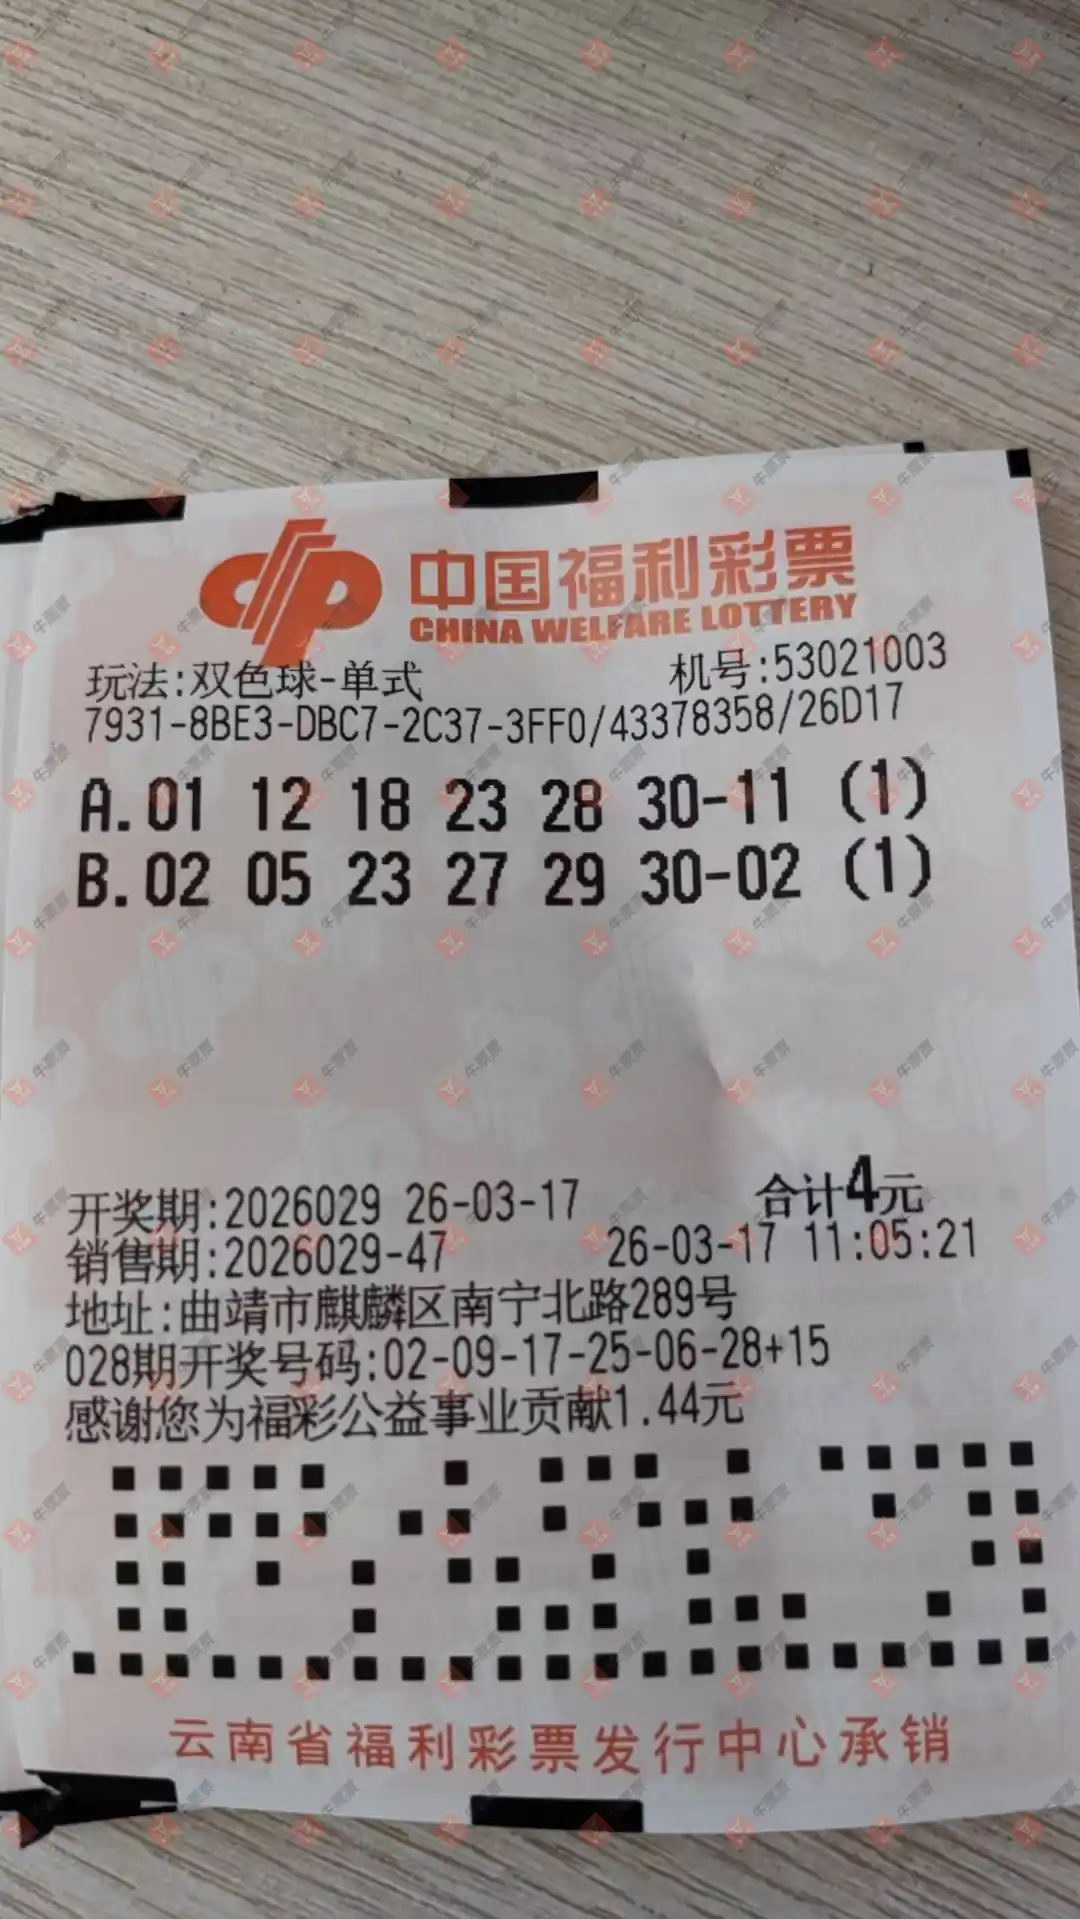 中国福利彩票
CHINA WELFARE LOTTERY
玩法:双色球-单式 机号:53021003
7931-8BE3-DBC7-2C37-3FF0/43378358/26D17
A.01 12 18 23 28 30-11 (1)
B.02 05 23 27 29 30-02 (1)
开奖期:2026029 26-03-17 合计4元
销售期:2026029-47 26-03-17 11:05:21
地址:曲靖市麒麟区南宁北路289号
028期开奖号码:02-09-17-25-06-28+15
感谢您为福彩公益事业贡献1.44元
云南省福利彩票发行中心承销